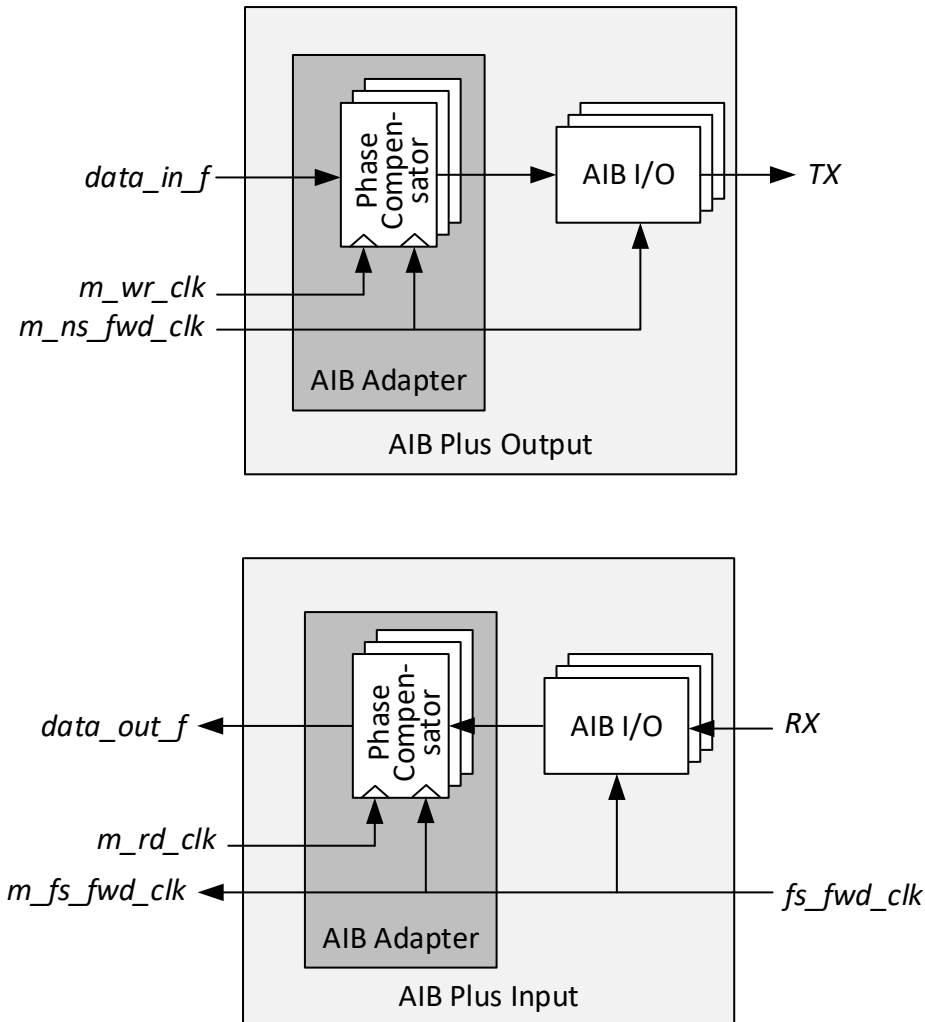 data_in_f
Phase
Compen-
sator
AIB I/O
TX
m_wr_clk
m_ns_fwd_clk
AIB Adapter
AIB Plus Output
data_out_f
Phase
Compen-
sator
AIB I/O
RX
m_rd_clk
m_fs_fwd_clk
fs_fwd_clk
AIB Adapter
AIB Plus Input